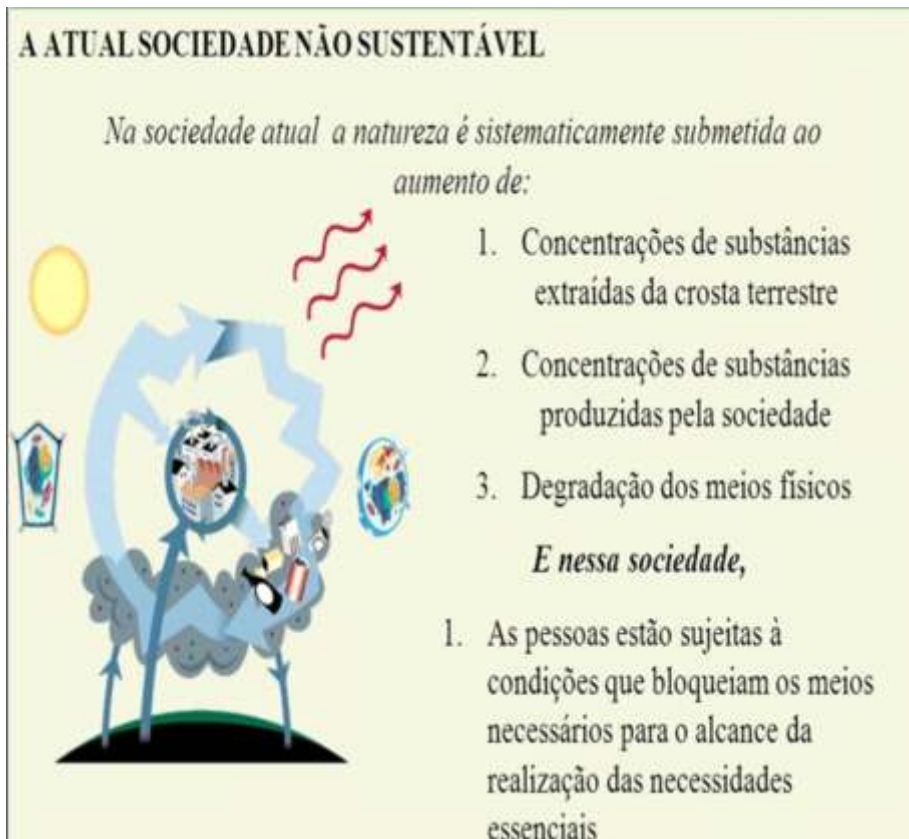 A ATUAL SOCIEDADE NÃO SUSTENTÁVEL
Na sociedade atual a natureza é sistematicamente submetida ao
aumento de:
1. Concentrações de substâncias
extraídas da crosta terrestre
2. Concentrações de substâncias
produzidas pela sociedade
3. Degradação dos meios físicos
E nessa sociedade,
1. As pessoas estão sujeitas à
condições que bloqueiam os meios
necessários para o alcance da
realização das necessidades
essenciais